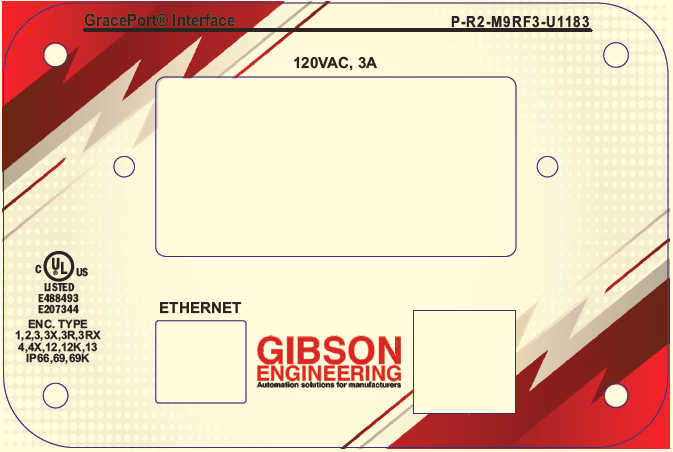 GracePort® Interface P-R2-M9RF3-U1183
120VAC, 3A
C UL US
LISTED
E488493
E207344
ENC. TYPE
1,2,3,3X,3R,3RX
4,4X,12,12K,13
IP66,69,69K
ETHERNET
GIBSON
ENGINEERING
Automation solutions for manufacturers